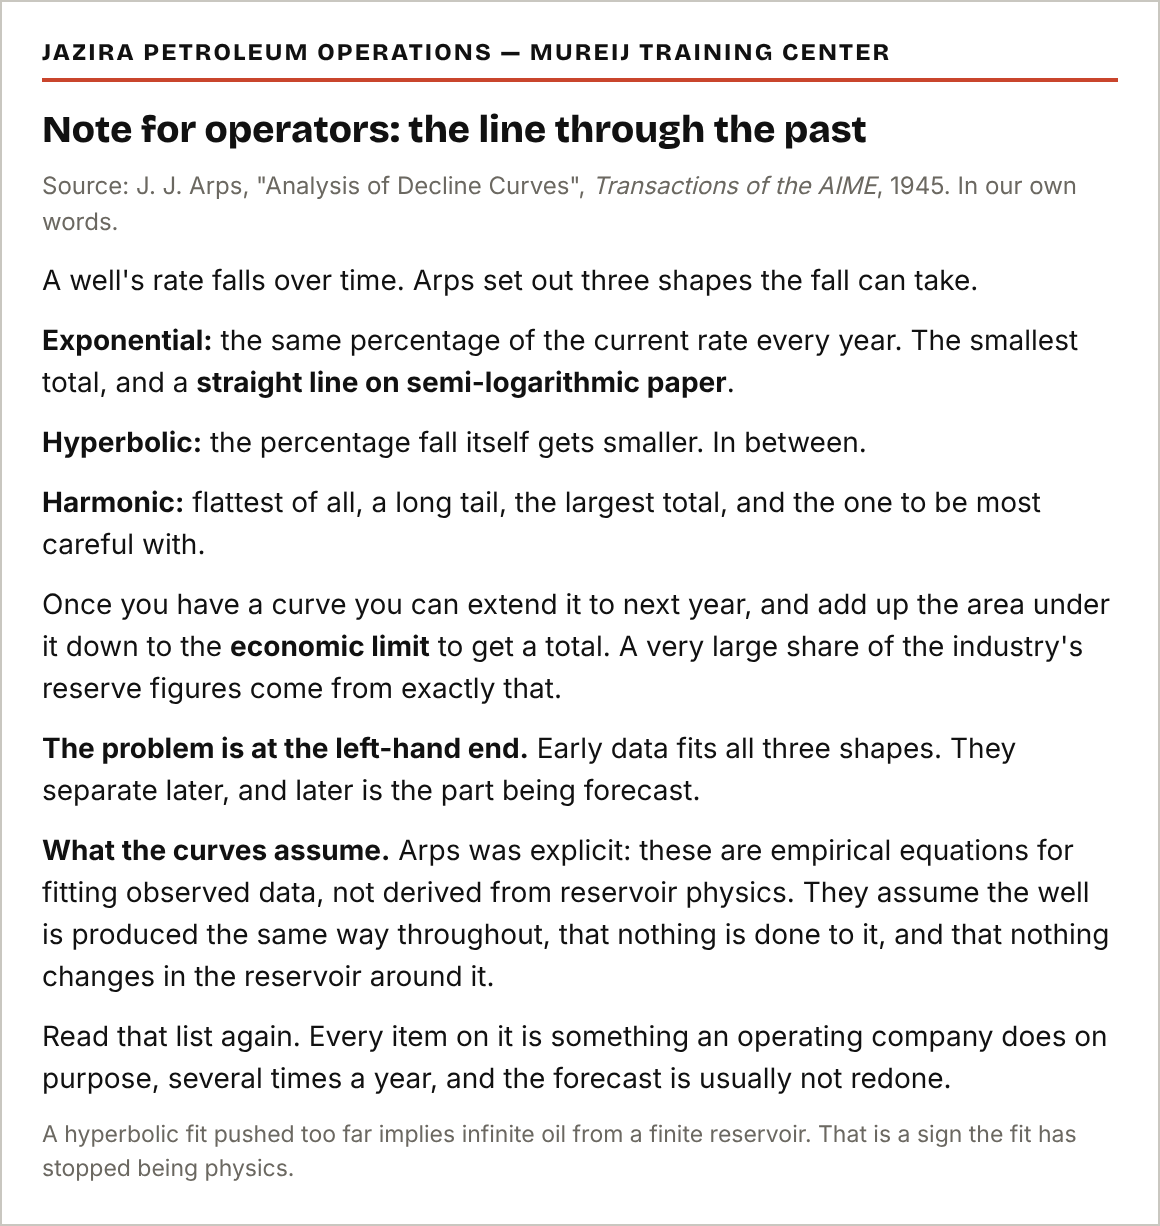 JAZIRA PETROLEUM OPERATIONS — MUREIJ TRAINING CENTER
Note for operators: the line through the past
Source: J. J. Arps, "Analysis of Decline Curves", Transactions of the AIME, 1945. In our own
words.
A well's rate falls over time. Arps set out three shapes the fall can take.
Exponential: the same percentage of the current rate every year. The smallest
total, and a straight line on semi-logarithmic paper.
Hyperbolic: the percentage fall itself gets smaller. In between.
Harmonic: flattest of all, a long tail, the largest total, and the one to be most
careful with.
Once you have a curve you can extend it to next year, and add up the area under
it down to the economic limit to get a total. A very large share of the industry's
reserve figures come from exactly that.
The problem is at the left-hand end. Early data fits all three shapes. They
separate later, and later is the part being forecast.
What the curves assume. Arps was explicit: these are empirical equations for
fitting observed data, not derived from reservoir physics. They assume the well
is produced the same way throughout, that nothing is done to it, and that nothing
changes in the reservoir around it.
Read that list again. Every item on it is something an operating company does on
purpose, several times a year, and the forecast is usually not redone.
A hyperbolic fit pushed too far implies infinite oil from a finite reservoir. That is a sign the fit has
stopped being physics.